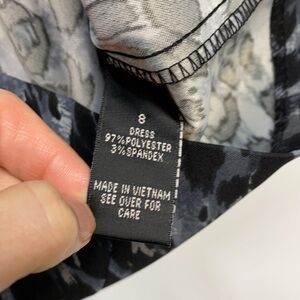 8
DRESS
97%POLYESTER
3%SPANDEX
MADE IN VIETNAM
SEE OVER FOR
CARE